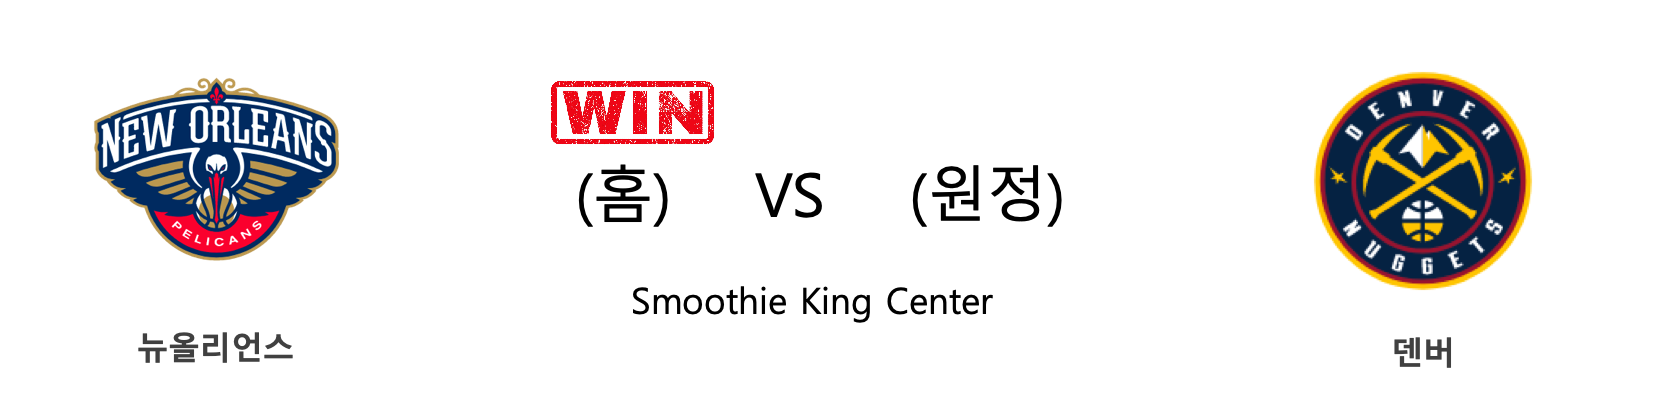 NEW ORLEANS
PELICANS
뉴올리언스
WIN
(홈) VS (원정)
Smoothie King Center
DENVER
NUGGETS
덴버